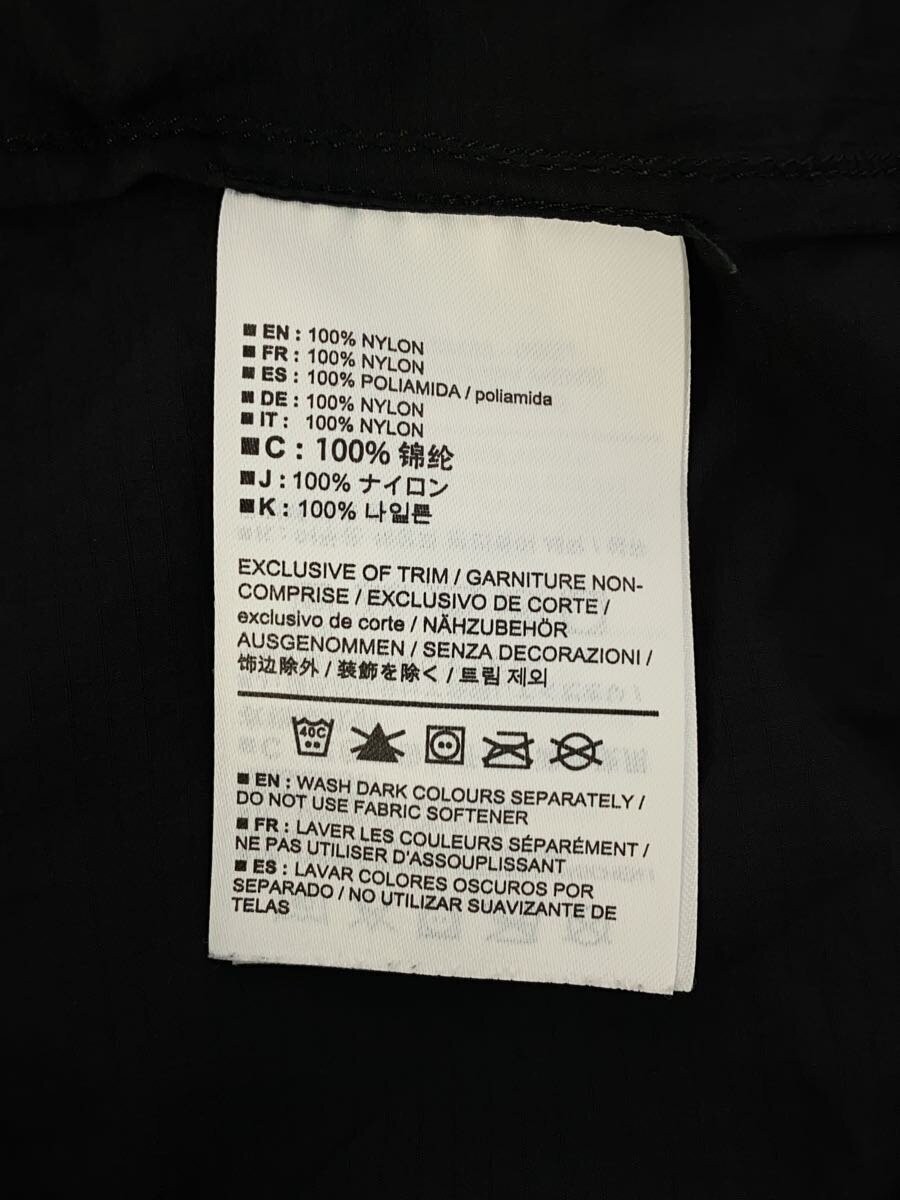 EN : 100% NYLON
FR : 100% NYLON
ES : 100% POLIAMIDA / poliamida
DE : 100% NYLON
IT : 100% NYLON
C : 100% 锦纶
J : 100% ナイロン
K : 100% 나일론
EXCLUSIVE OF TRIM / GARNITURE NON-
COMPRISE / EXCLUSIVO DE CORTE /
exclusivo de corte / NÄHZUBEHÖR
AUSGENOMMEN / SENZA DECORAZIONI /
饰边除外 / 装飾を除く / 트림 제외
40C
EN : WASH DARK COLOURS SEPARATELY /
DO NOT USE FABRIC SOFTENER
FR : LAVER LES COULEURS SÉPARÉMENT /
NE PAS UTILISER D'ASSOUPLISSANT
ES : LAVAR COLORES OSCUROS POR
SEPARADO / NO UTILIZAR SUAVIZANTE DE
TELAS